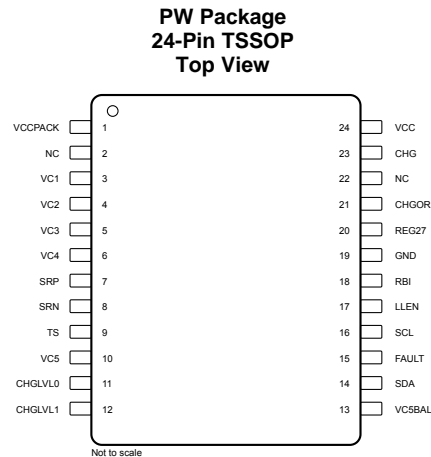 PW Package
24-Pin TSSOP
Top View
VCCPACK 1 24 VCC
NC 2 23 CHG
VC1 3 22 NC
VC2 4 21 CHGOR
VC3 5 20 REG27
VC4 6 19 GND
SRP 7 18 RBI
SRN 8 17 LLEN
TS 9 16 SCL
VC5 10 15 FAULT
CHGLVL0 11 14 SDA
CHGLVL1 12 13 VC5BAL
Not to scale